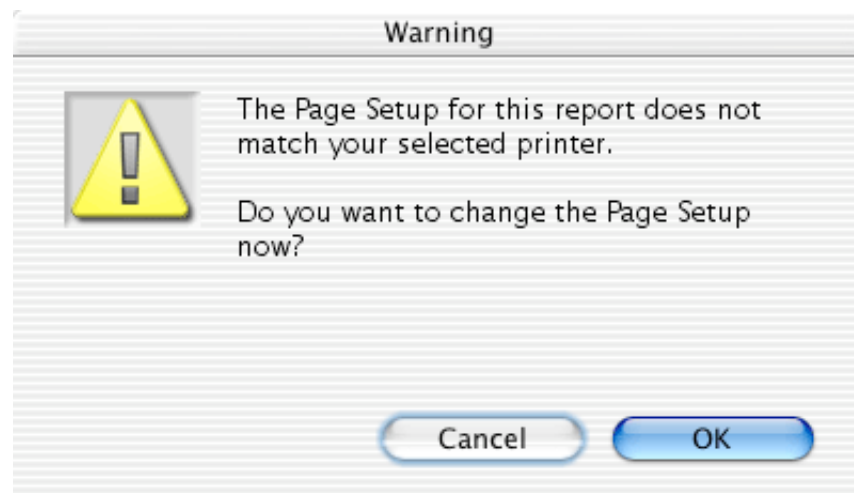 Warning
The Page Setup for this report does not
match your selected printer.
Do you want to change the Page Setup
now?
Cancel OK